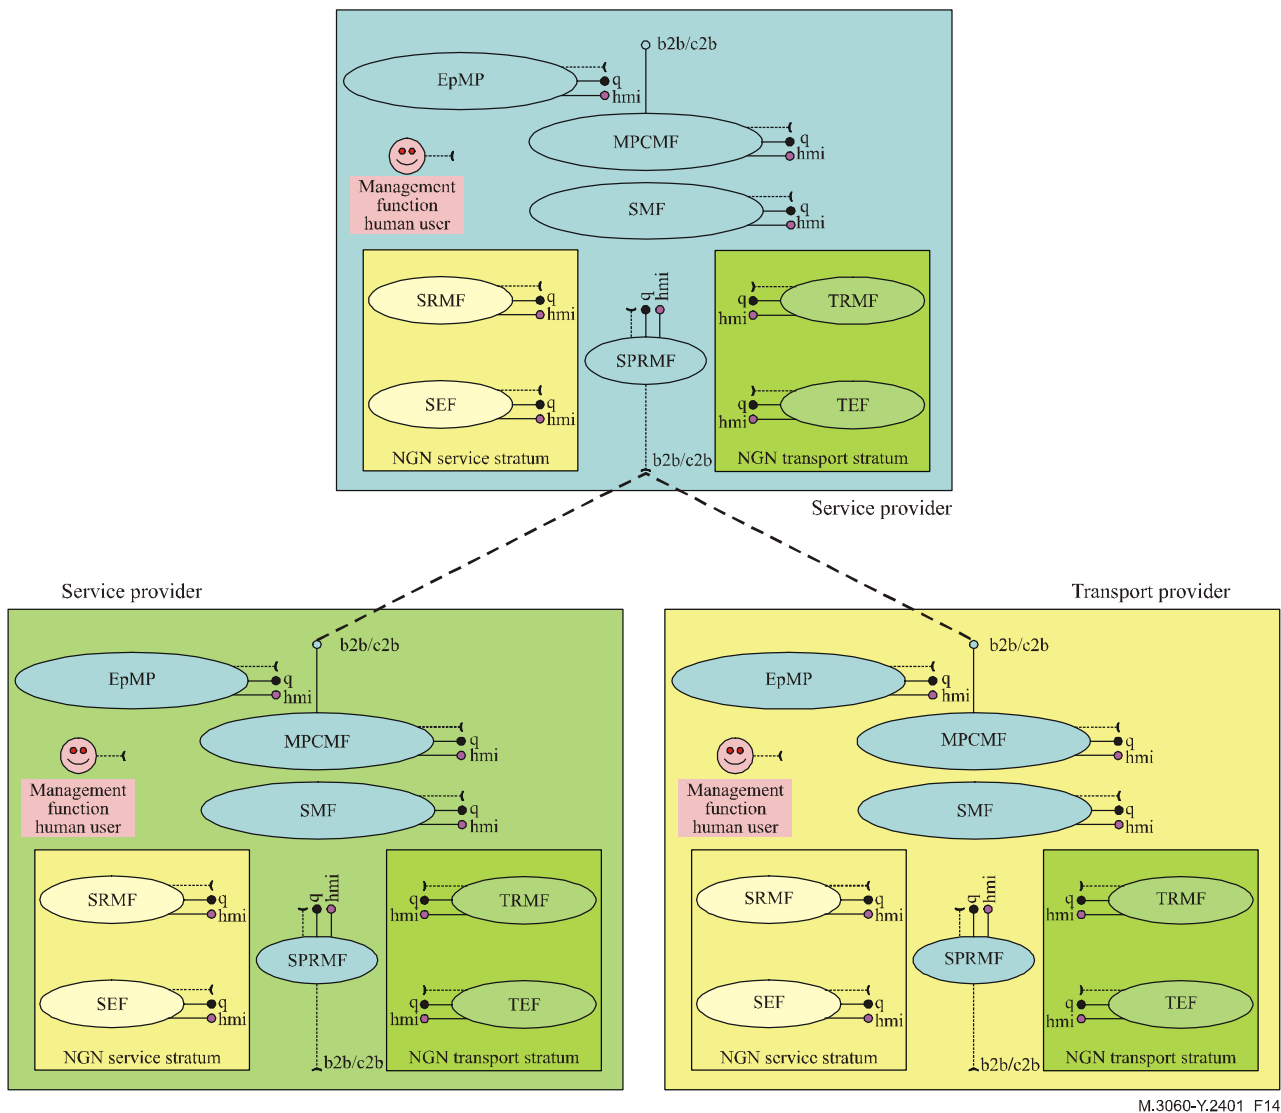 b2b/c2b
EpMP
q
hmi
MPCMF
q
hmi
Management
function
human user
SMF
q
hmi
SRMF
q
hmi
q
hmi
TRMF
q
hmi
SPRMF
SEF
q
hmi
TEF
q
hmi
NGN service stratum
b2b/c2b
NGN transport stratum
Service provider
Service provider
b2b/c2b
EpMP
q
hmi
MPCMF
q
hmi
Management
function
human user
SMF
q
hmi
SRMF
q
hmi
q
hmi
TRMF
q
hmi
SPRMF
SEF
q
hmi
TEF
q
hmi
NGN service stratum
b2b/c2b
NGN transport stratum
Transport provider
b2b/c2b
EpMP
q
hmi
MPCMF
q
hmi
Management
function
human user
SMF
q
hmi
SRMF
q
hmi
q
hmi
TRMF
q
hmi
SPRMF
SEF
q
hmi
TEF
q
hmi
NGN service stratum
b2b/c2b
NGN transport stratum
M.3060-Y.2401_F14